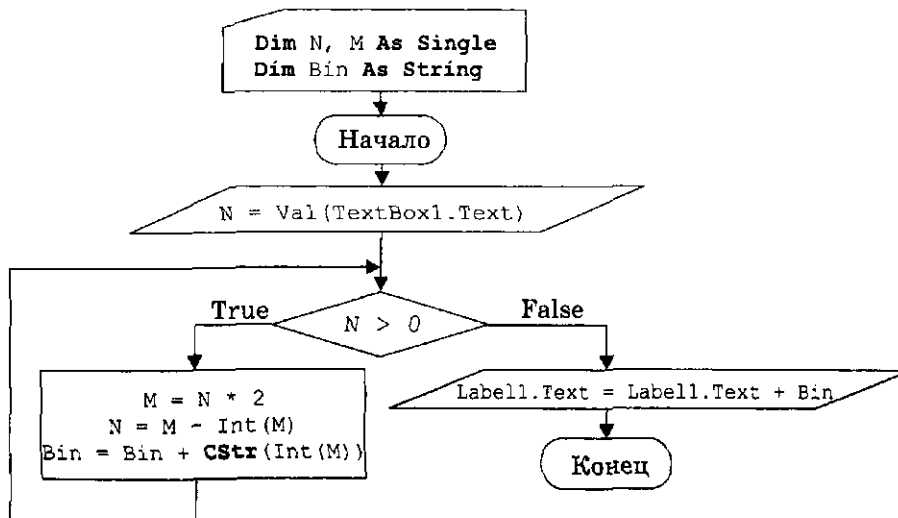 Dim N, M As Single
Dim Bin As String
Начало
N = Val(TextBox1.Text)
True
N > 0
False
M = N * 2
N = M - Int(M)
Bin = Bin + CStr(Int(M))
Label1.Text = Label1.Text + Bin
Конец